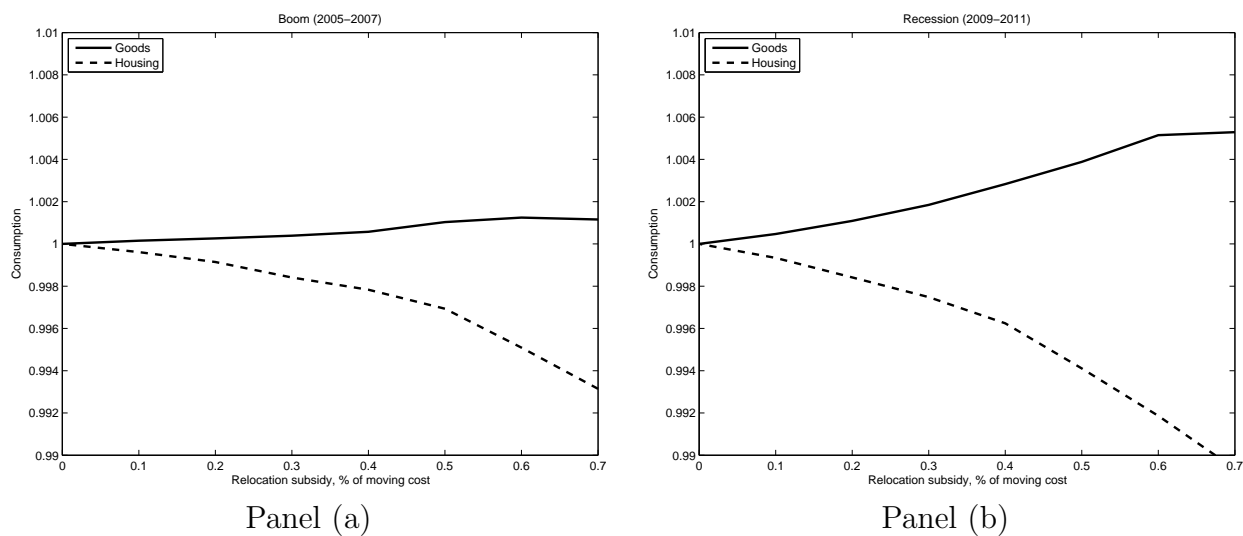 Boom (2005−2007)
Goods
Housing
1.01
1.008
1.006
1.004
1.002
1
0.998
0.996
0.994
0.992
0.99
Consumption
0 0.1 0.2 0.3 0.4 0.5 0.6 0.7
Relocation subsidy, % of moving cost
Panel (a)
Recession (2009−2011)
Goods
Housing
1.01
1.008
1.006
1.004
1.002
1
0.998
0.996
0.994
0.992
0.99
Consumption
0 0.1 0.2 0.3 0.4 0.5 0.6 0.7
Relocation subsidy, % of moving cost
Panel (b)